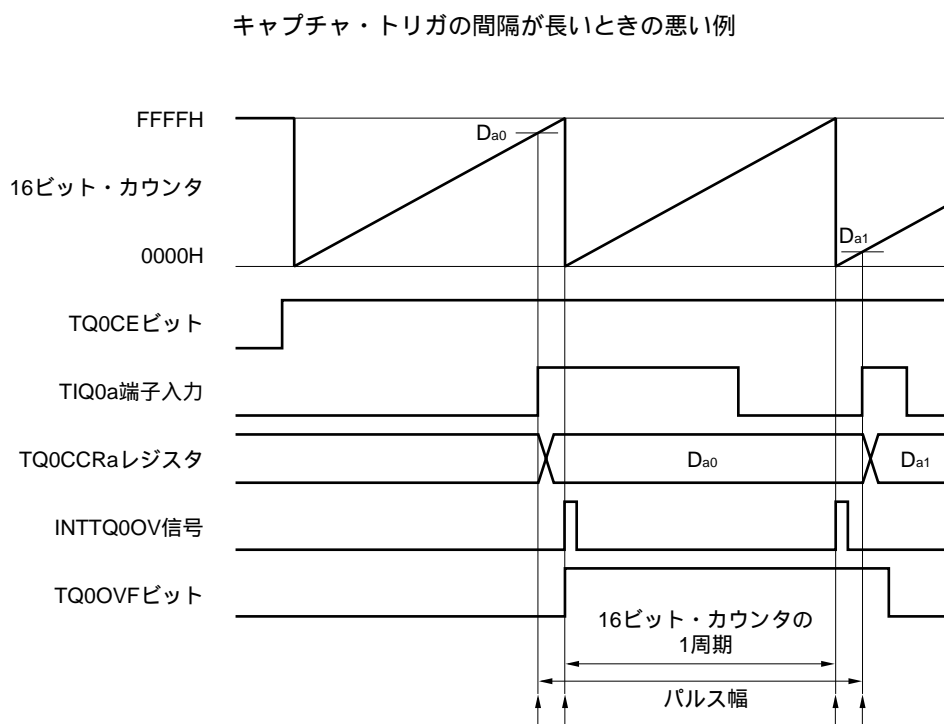 キャプチャ・トリガの間隔が長いときの悪い例
FFFFH
Da0
16ビット・カウンタ
Da1
0000H
TQ0CEビット
TIQ0a端子入力
TQ0CCRaレジスタ
Da0
Da1
INTTQ0OV信号
TQ0OVFビット
16ビット・カウンタの
1周期
パルス幅